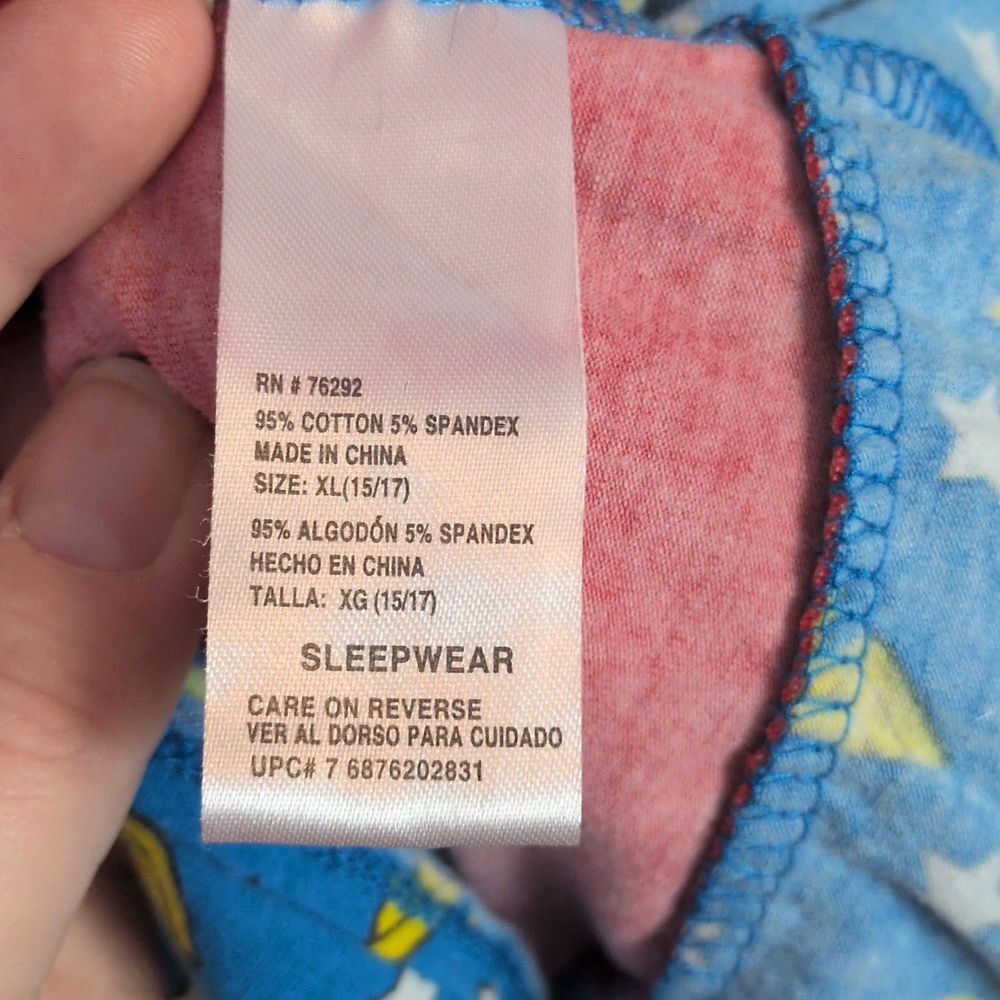 RN # 76292
95% COTTON 5% SPANDEX
MADE IN CHINA
SIZE: XL(15/17)
95% ALGODÓN 5% SPANDEX
HECHO EN CHINA
TALLA: XG (15/17)
SLEEPWEAR
CARE ON REVERSE
VER AL DORSO PARA CUIDADO
UPC# 7 6876202831